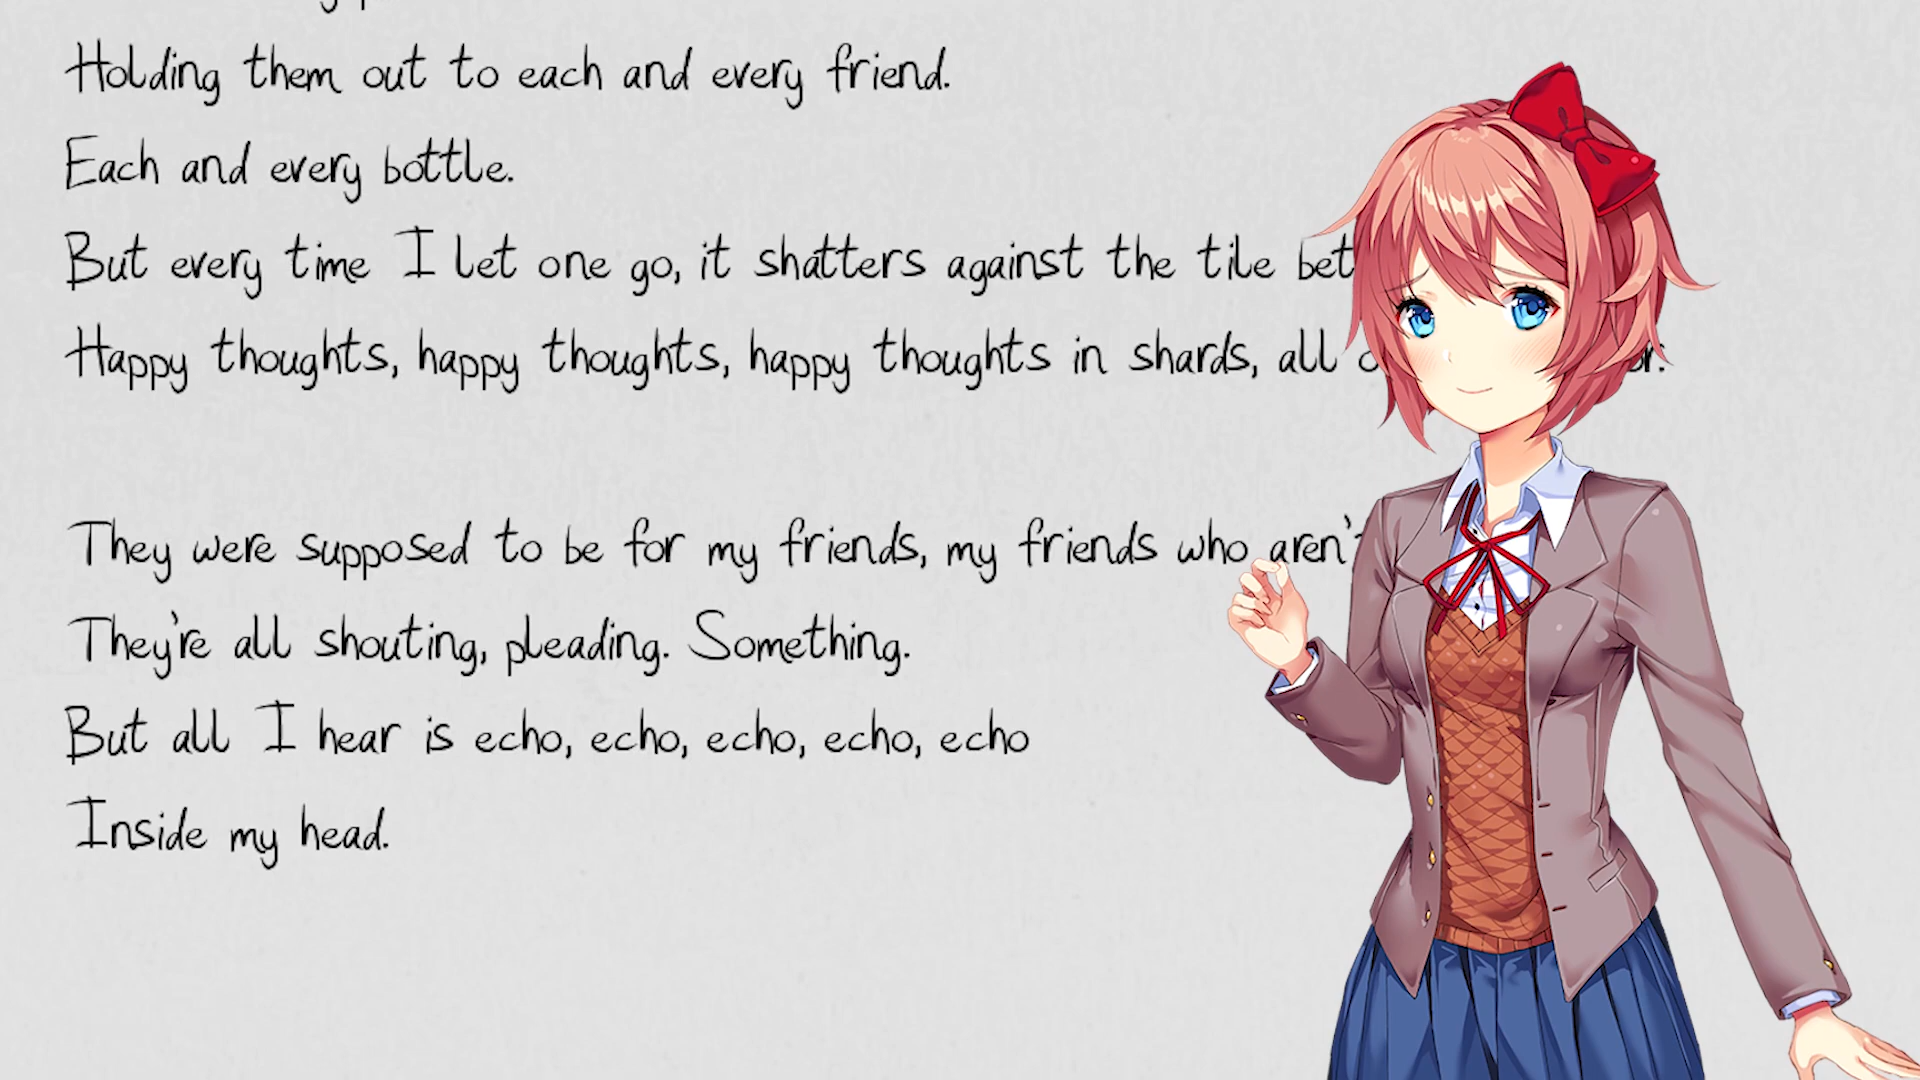 Holding them out to each and every friend.
Each and every bottle.
But every time I let one go, it shatters against the tile
Happy thoughts, happy thoughts, happy thoughts in shards, all
They were supposed to be for my friends, my friends who aren't
They're all shouting, pleading. Something.
But all I hear is echo, echo, echo, echo, echo
Inside my head.